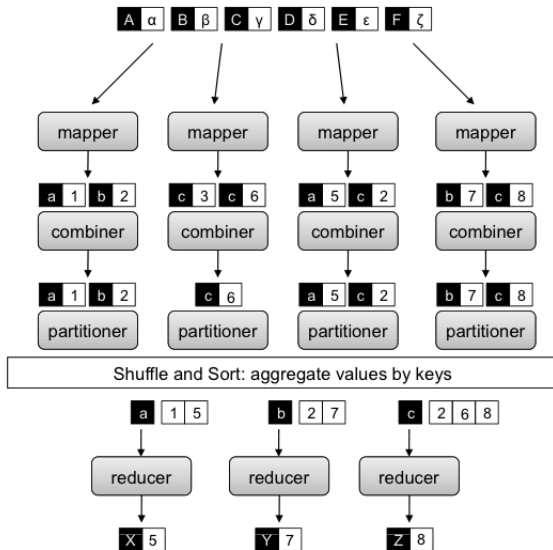 A α B β C γ D δ E ε F ζ
mapper mapper mapper mapper
a 1 b 2 c 3 c 6 a 5 c 2 b 7 c 8
combiner combiner combiner combiner
a 1 b 2 c 6 a 5 c 2 b 7 c 8
partitioner partitioner partitioner partitioner
Shuffle and Sort: aggregate values by keys
a 1 5 b 2 7 c 2 6 8
reducer reducer reducer
X 5 Y 7 Z 8